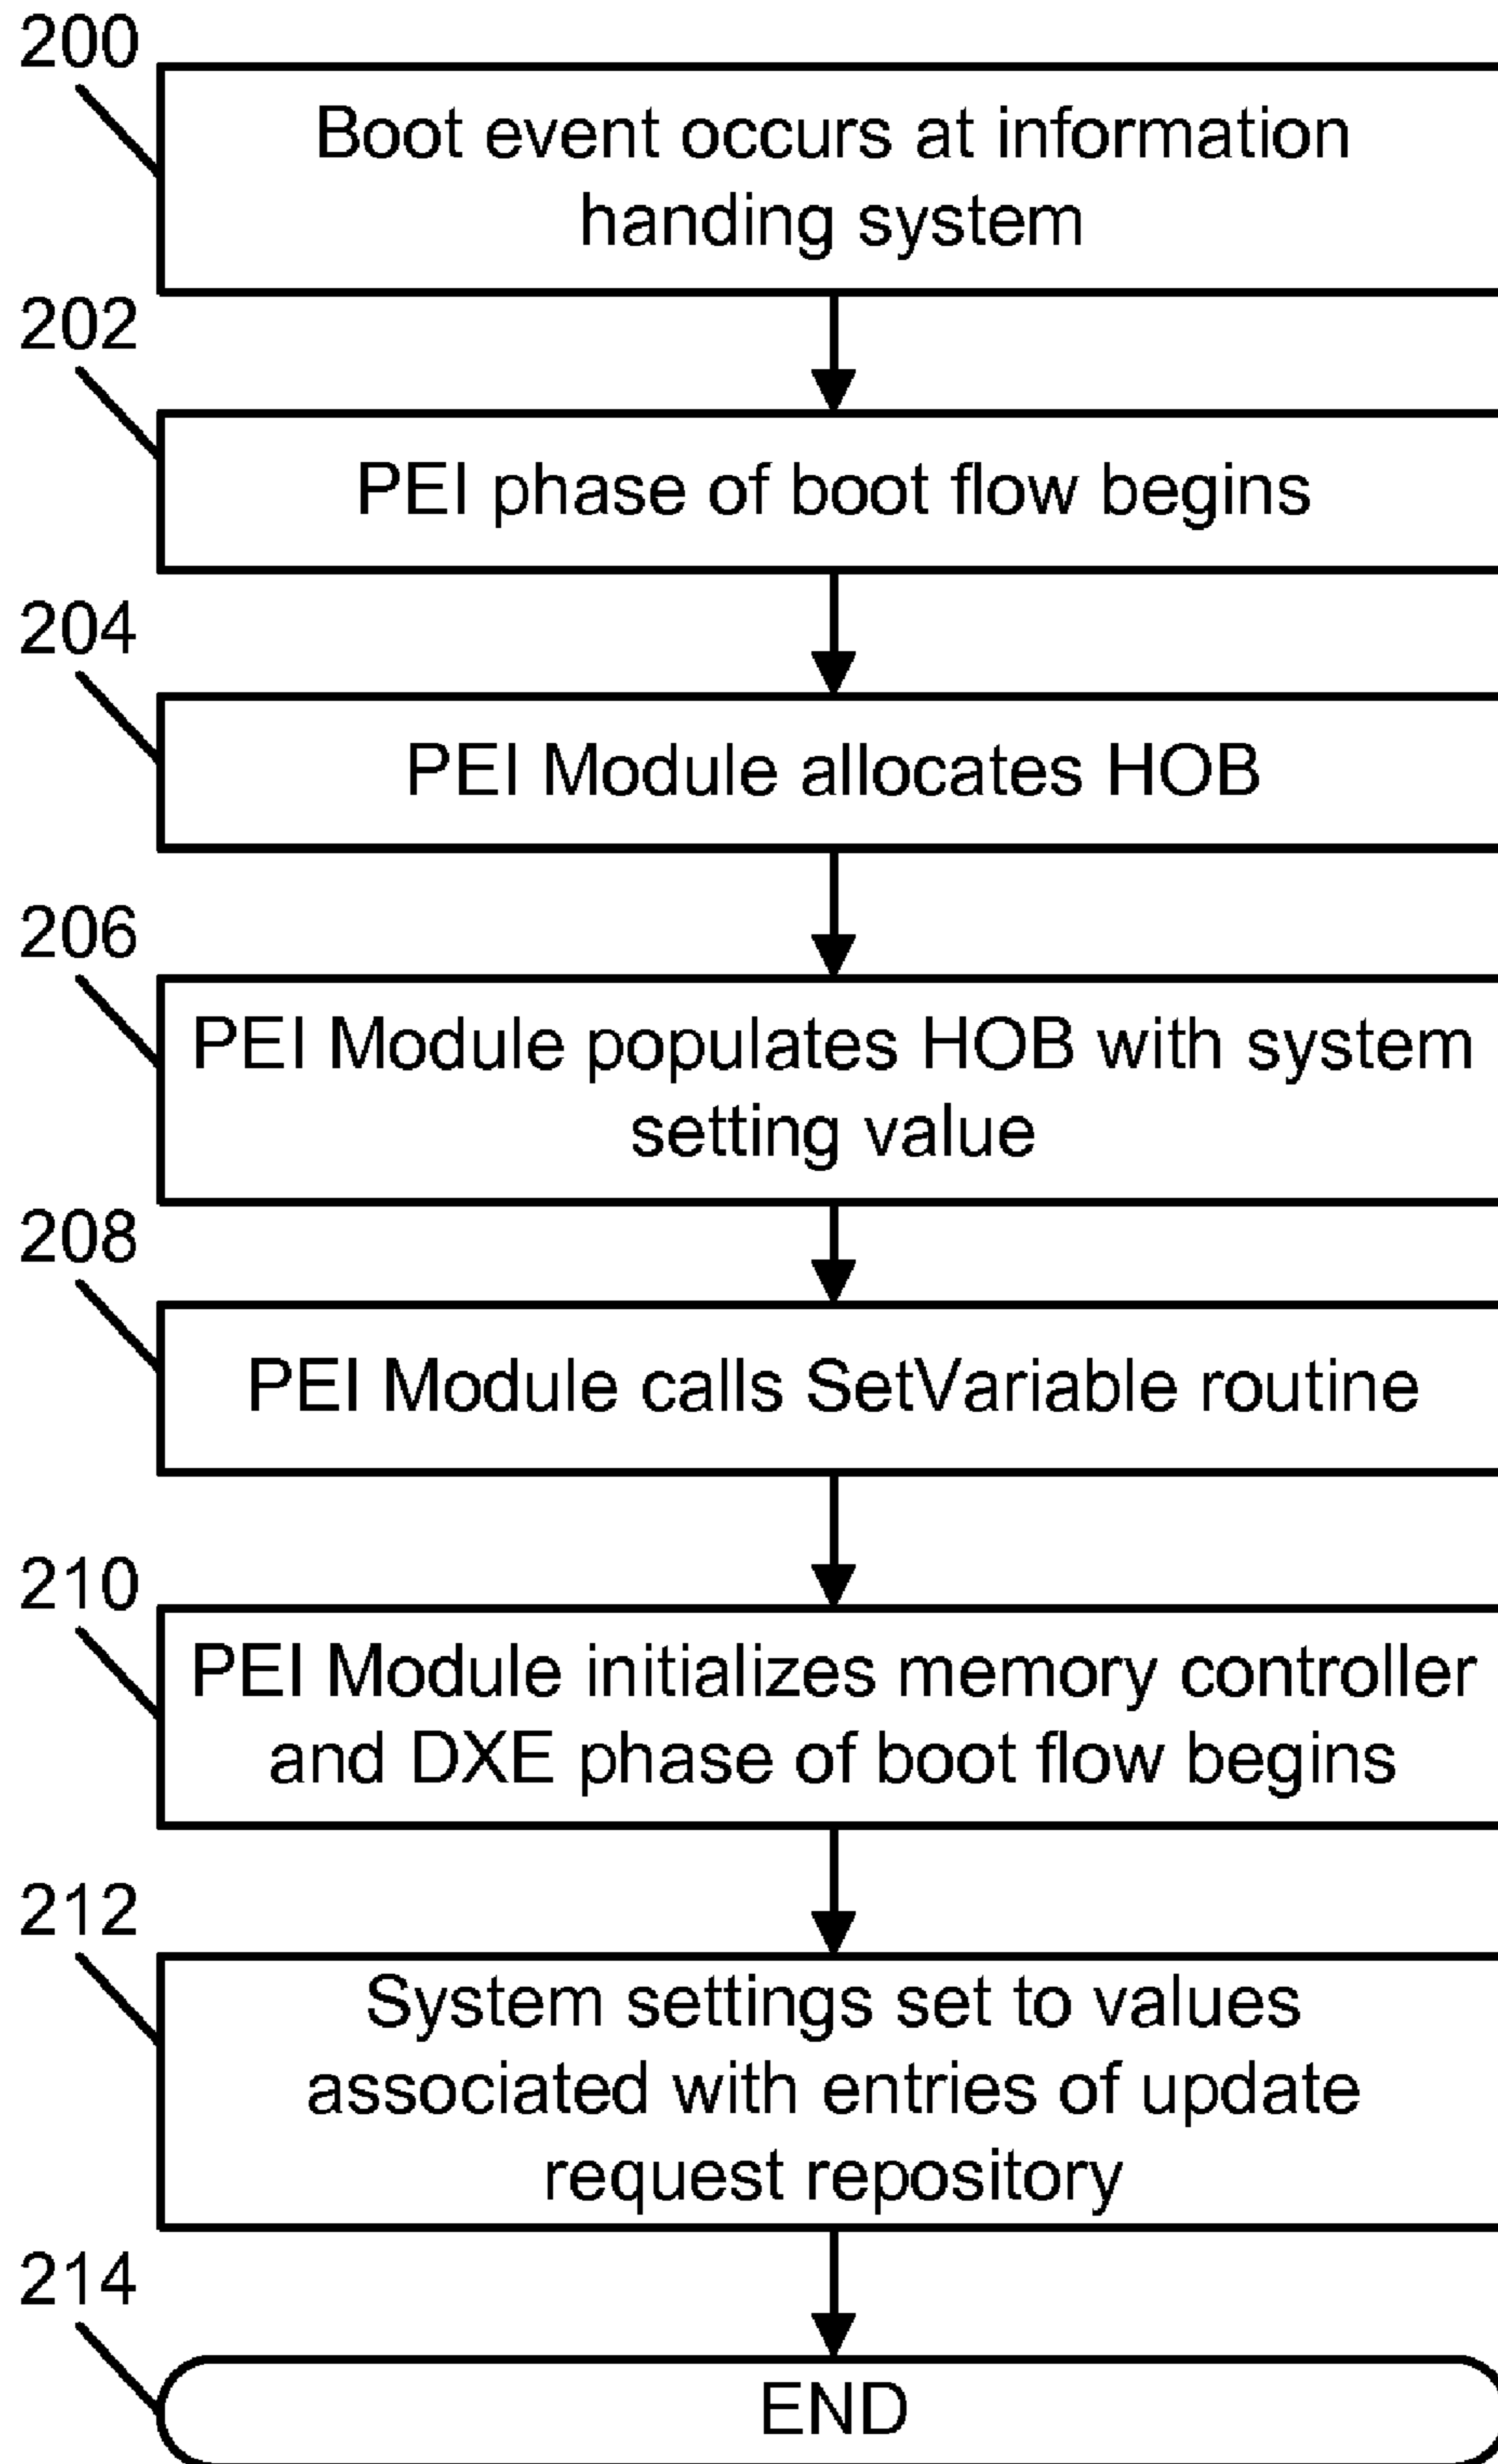 200
Boot event occurs at information
handing system
202
PEI phase of boot flow begins
204
PEI Module allocates HOB
206
PEI Module populates HOB with system
setting value
208
PEI Module calls SetVariable routine
210
PEI Module initializes memory controller
and DXE phase of boot flow begins
212
System settings set to values
associated with entries of update
request repository
214
END